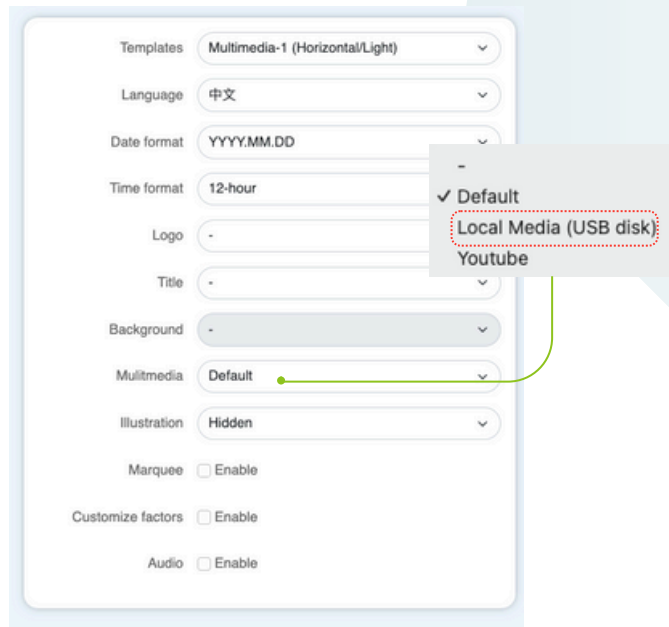 Templates Multimedia-1 (Horizontal/Light)
Language 中文
Date format YYYY.MM.DD
Time format 12-hour
Logo -
Title -
Background -
Mulitmedia Default
Illustration Hidden
Marquee Enable
Customize factors Enable
Audio Enable
-
✓ Default
Local Media (USB disk)
Youtube